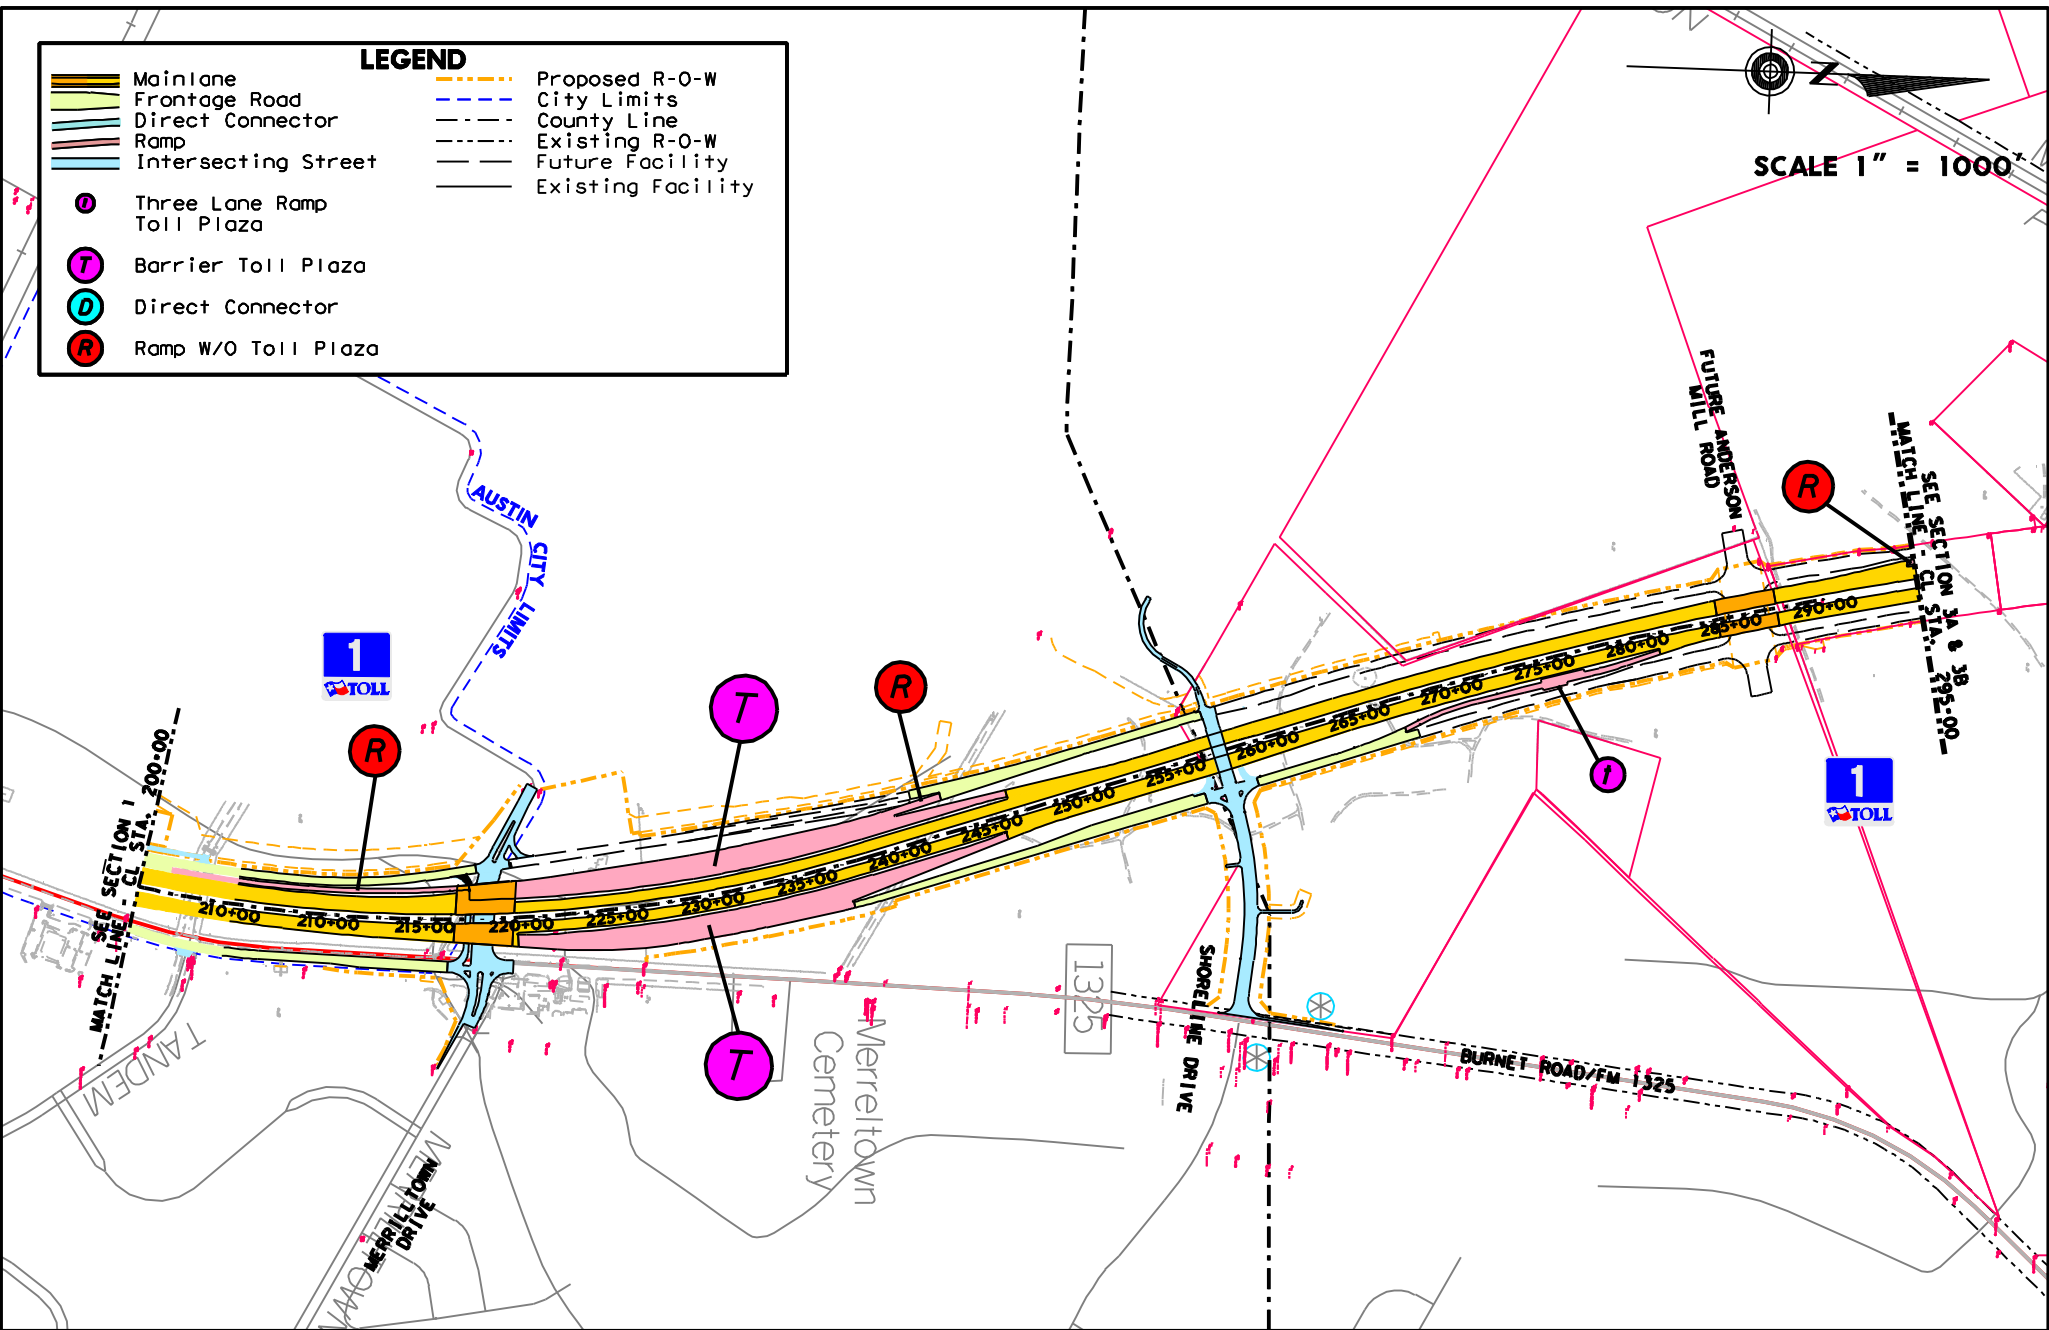 LEGEND
Mainlane
Frontage Road
Direct Connector
Ramp
Intersecting Street
Three Lane Ramp
Toll Plaza
T Barrier Toll Plaza
D Direct Connector
R Ramp W/O Toll Plaza
Proposed R-O-W
City Limits
County Line
Existing R-O-W
Future Facility
Existing Facility
N
SCALE 1" = 1000'
AUSTIN CITY LIMITS
1
TOLL
R
T
R
R
T
1
TOLL
FUTURE ANDERSON
MILL ROAD
SEE SECTION 3A & 3B
MATCH LINE - CL STA. 295+00
SEE SECTION 1
MATCH LINE - CL STA. 200+00
210+00
210+00
215+00
220+00
225+00
230+00
235+00
240+00
245+00
250+00
255+00
260+00
265+00
270+00
275+00
280+00
285+00
290+00
1325
SHORELINE DRIVE
BURNET ROAD/FM 1325
Merreltown
Cemetery
TANDEM
MERRILLTOWN
DRIVE